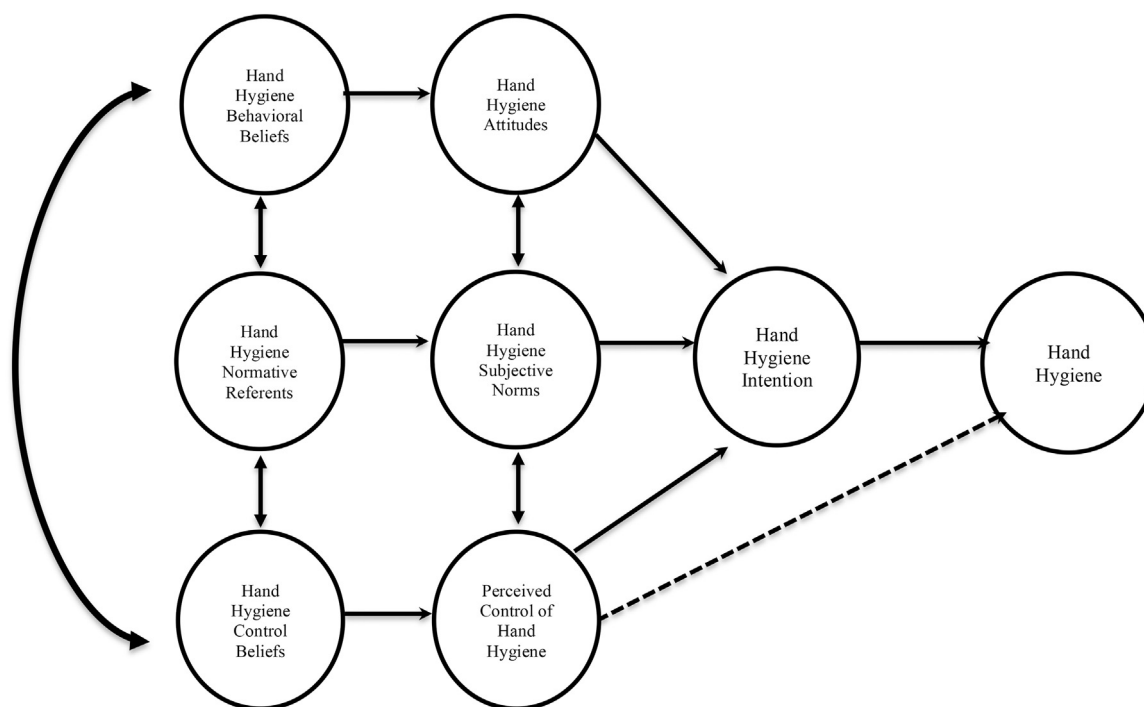 Hand
Hygiene
Behavioral
Beliefs
Hand
Hygiene
Attitudes
Hand
Hygiene
Normative
Referents
Hand
Hygiene
Subjective
Norms
Hand
Hygiene
Intention
Hand
Hygiene
Hand
Hygiene
Control
Beliefs
Perceived
Control of
Hand
Hygiene